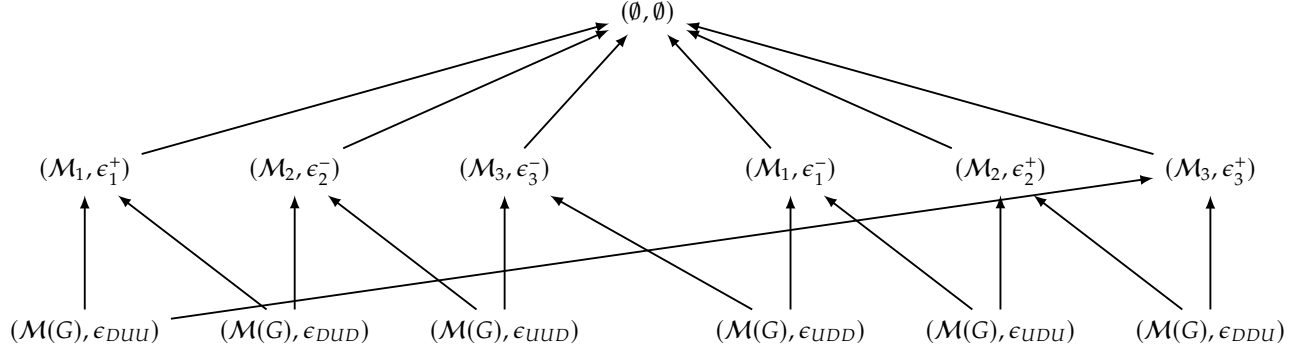 (∅, ∅)
(ℳ₁, ϵ₁⁺) (ℳ₂, ϵ₂⁻) (ℳ₃, ϵ₃⁻) (ℳ₁, ϵ₁⁻) (ℳ₂, ϵ₂⁺) (ℳ₃, ϵ₃⁺)
(ℳ(G), ϵ_DUU) (ℳ(G), ϵ_DUD) (ℳ(G), ϵ_UUD) (ℳ(G), ϵ_UDD) (ℳ(G), ϵ_UDU) (ℳ(G), ϵ_DDU)